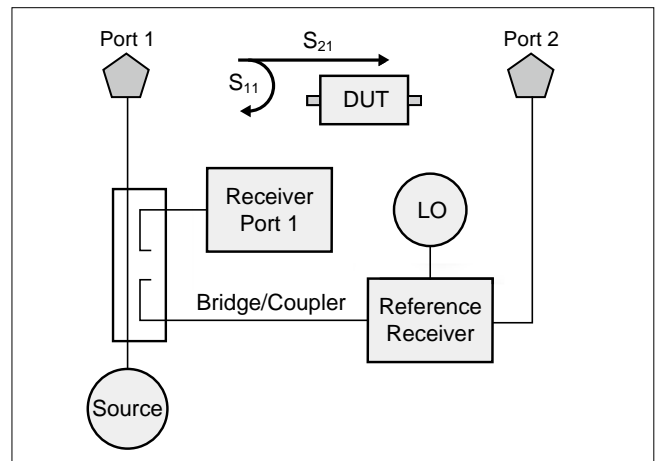 Port 1
S21
Port 2
S11
DUT
Receiver
Port 1
LO
Bridge/Coupler
Reference
Receiver
Source